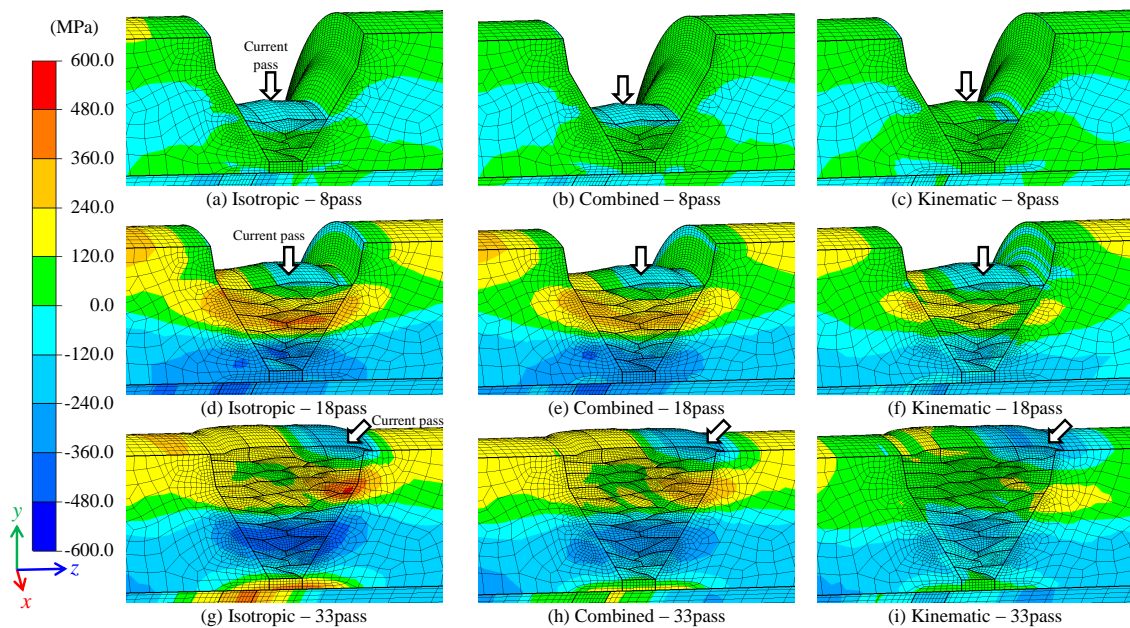 (MPa)
600.0
480.0
360.0
240.0
120.0
0.0
-120.0
-240.0
-360.0
-480.0
-600.0
y
z
x
Current
pass
(a) Isotropic – 8pass
(b) Combined – 8pass
(c) Kinematic – 8pass
Current pass
(d) Isotropic – 18pass
(e) Combined – 18pass
(f) Kinematic – 18pass
Current pass
(g) Isotropic – 33pass
(h) Combined – 33pass
(i) Kinematic – 33pass